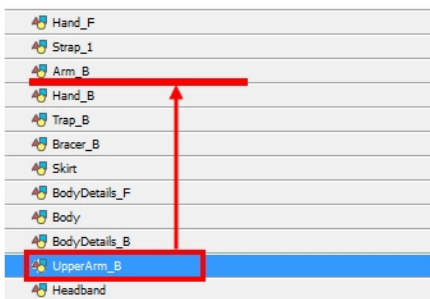 Hand_F
Strap_1
Arm_B
Hand_B
Trap_B
Bracer_B
Skirt
BodyDetails_F
Body
BodyDetails_B
UpperArm_B
Headband